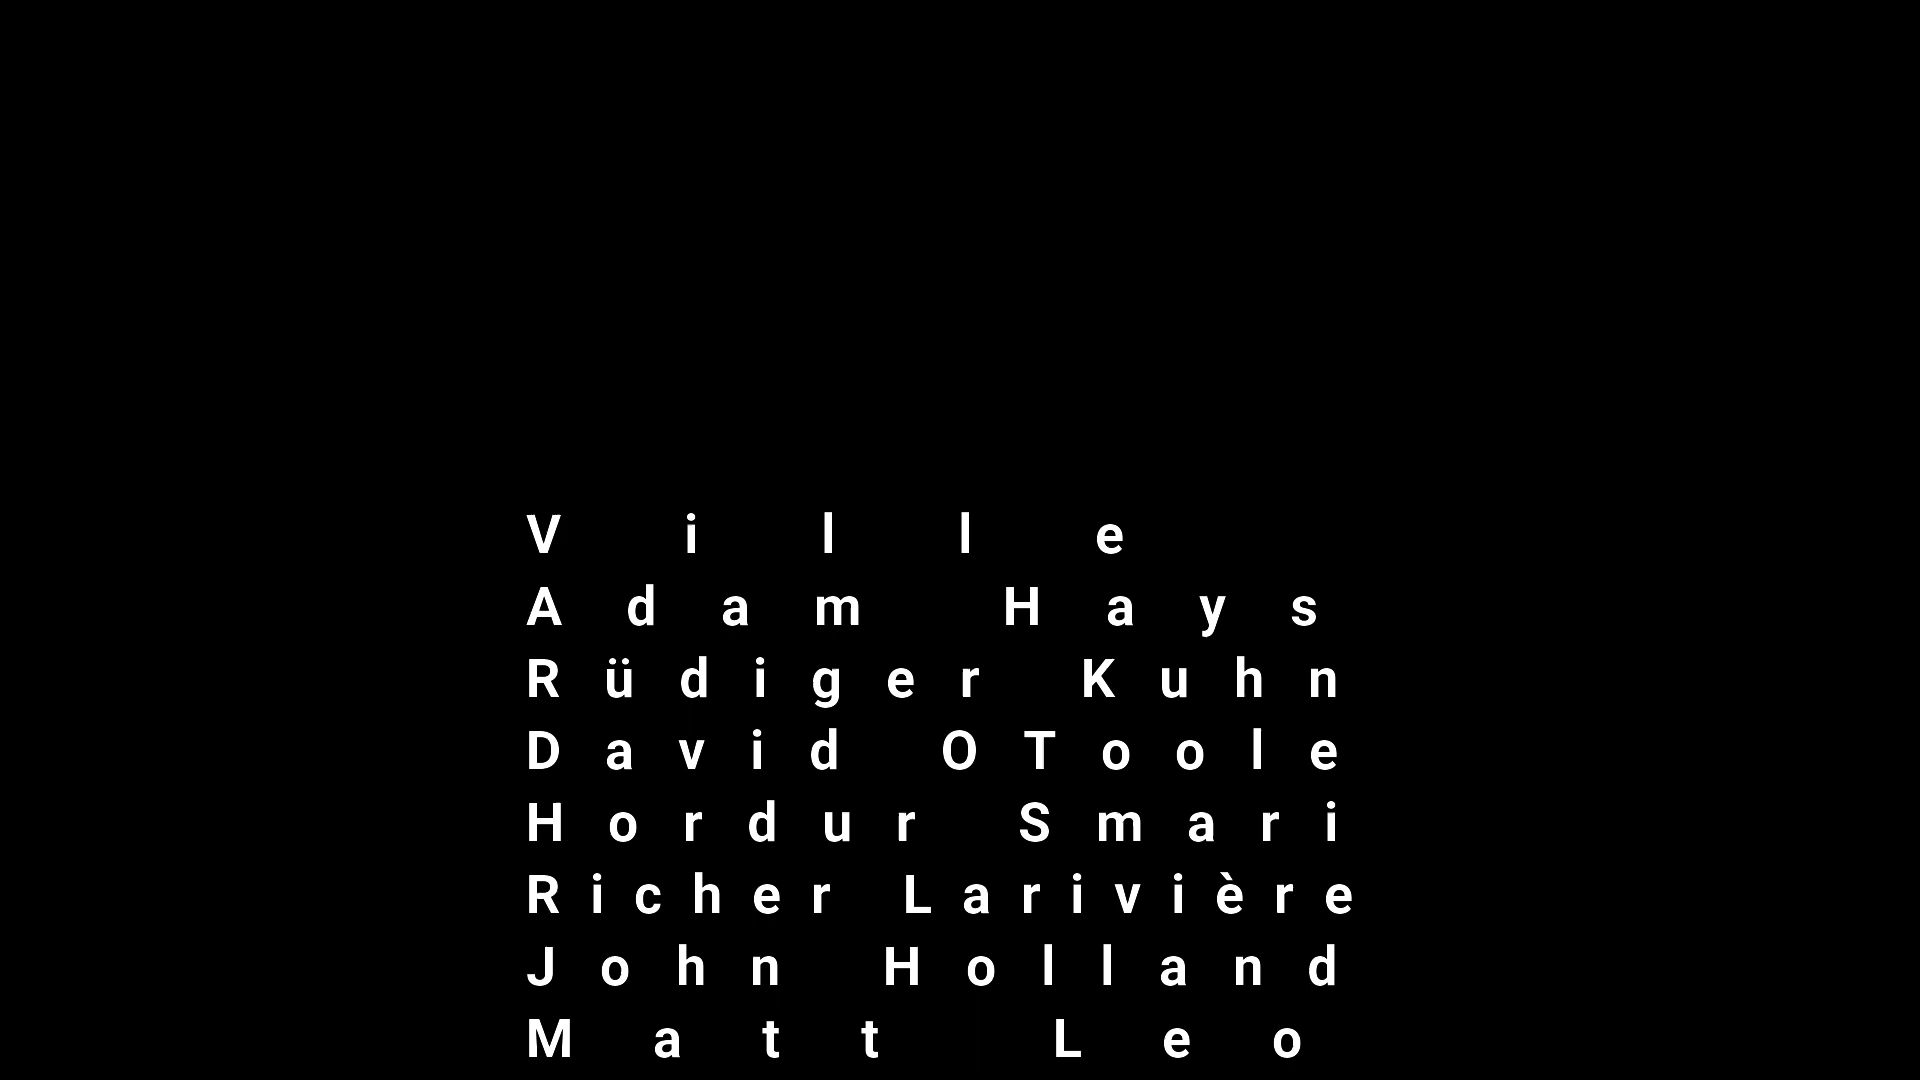 Ville
Adam Hays
Rüdiger Kuhn
David OToole
Hordur Smari
Richer Larivière
John Holland
Matt Leo